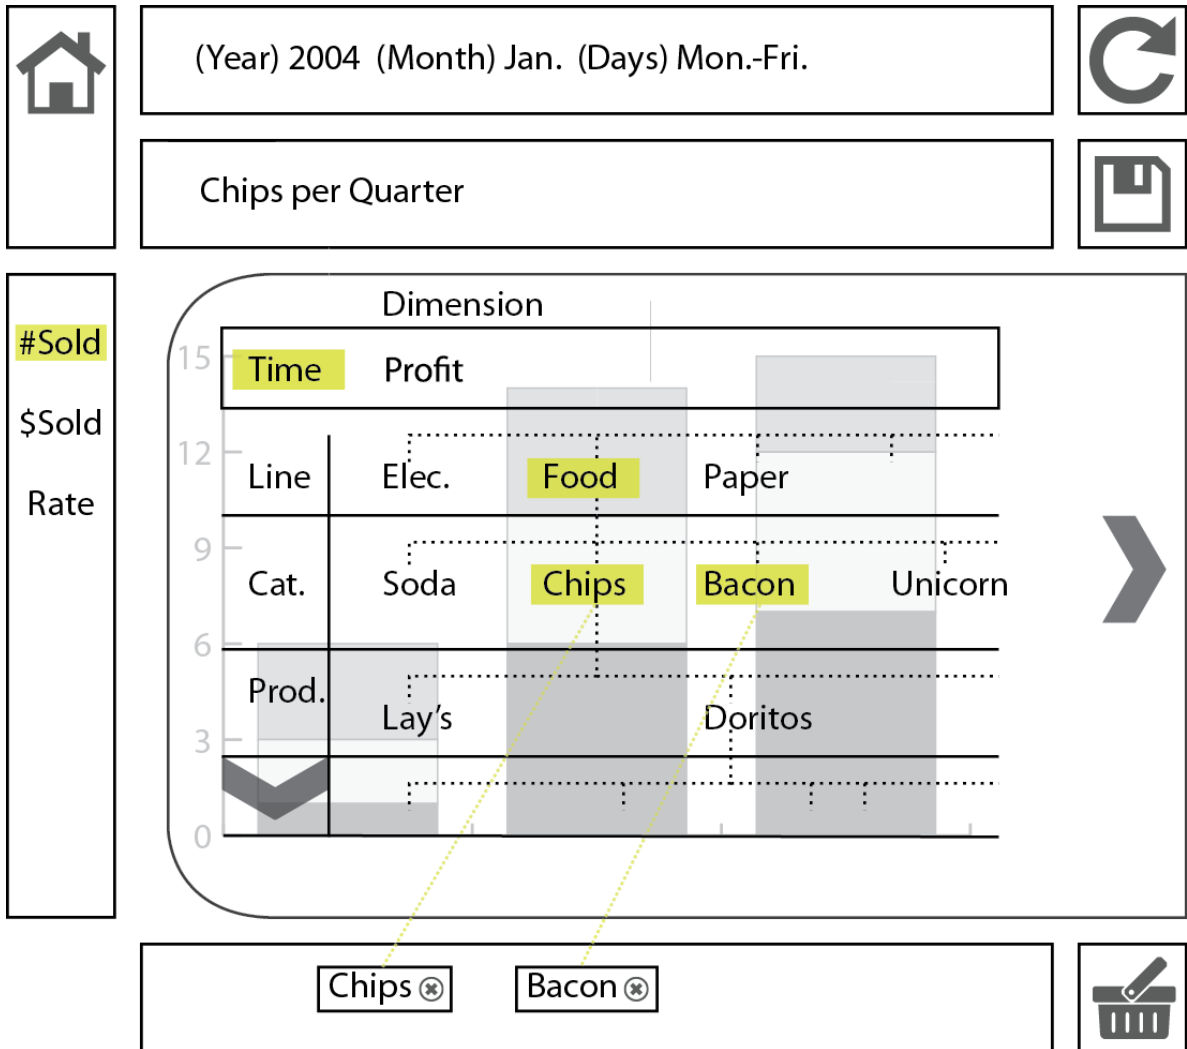 (Year) 2004 (Month) Jan. (Days) Mon.-Fri.
Chips per Quarter
#Sold
$Sold
Rate
Dimension
15
Time Profit
12
Line Elec. Food Paper
9
Cat. Soda Chips Bacon Unicorn
6
Prod. Lay's Doritos
3
0
Chips Bacon